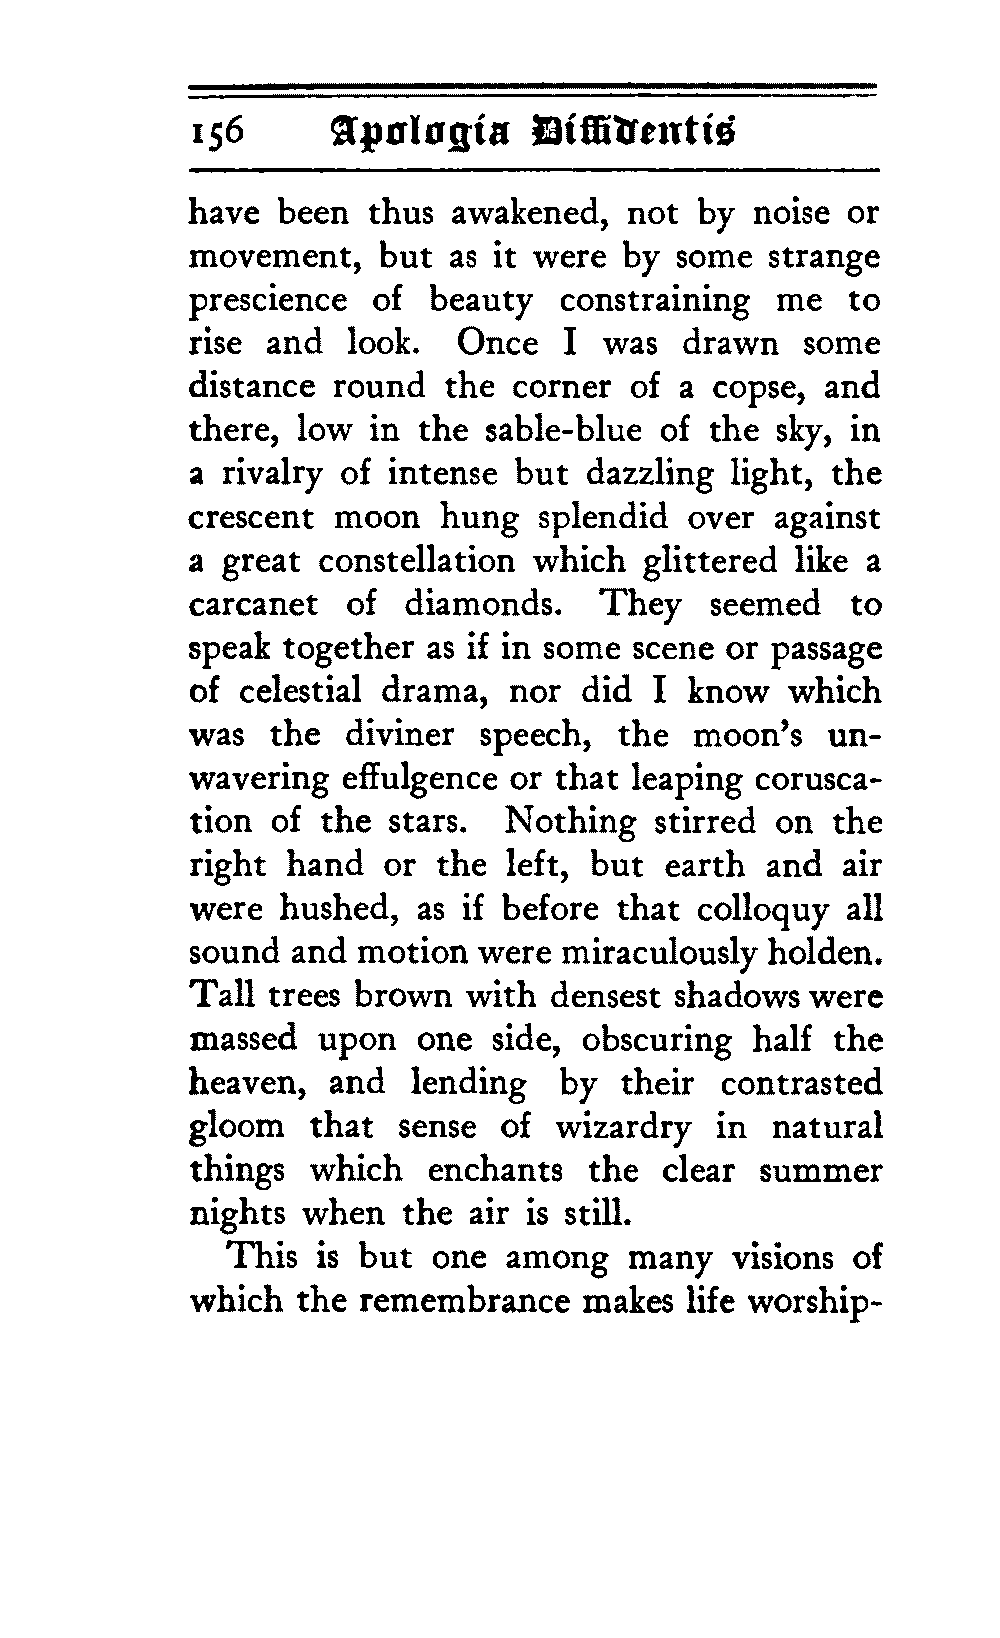 156 Apologia Diffidentis
have been thus awakened, not by noise or
movement, but as it were by some strange
prescience of beauty constraining me to
rise and look. Once I was drawn some
distance round the corner of a copse, and
there, low in the sable-blue of the sky, in
a rivalry of intense but dazzling light, the
crescent moon hung splendid over against
a great constellation which glittered like a
carcanet of diamonds. They seemed to
speak together as if in some scene or passage
of celestial drama, nor did I know which
was the diviner speech, the moon's un-
wavering effulgence or that leaping corusca-
tion of the stars. Nothing stirred on the
right hand or the left, but earth and air
were hushed, as if before that colloquy all
sound and motion were miraculously holden.
Tall trees brown with densest shadows were
massed upon one side, obscuring half the
heaven, and lending by their contrasted
gloom that sense of wizardry in natural
things which enchants the clear summer
nights when the air is still.
This is but one among many visions of
which the remembrance makes life worship-